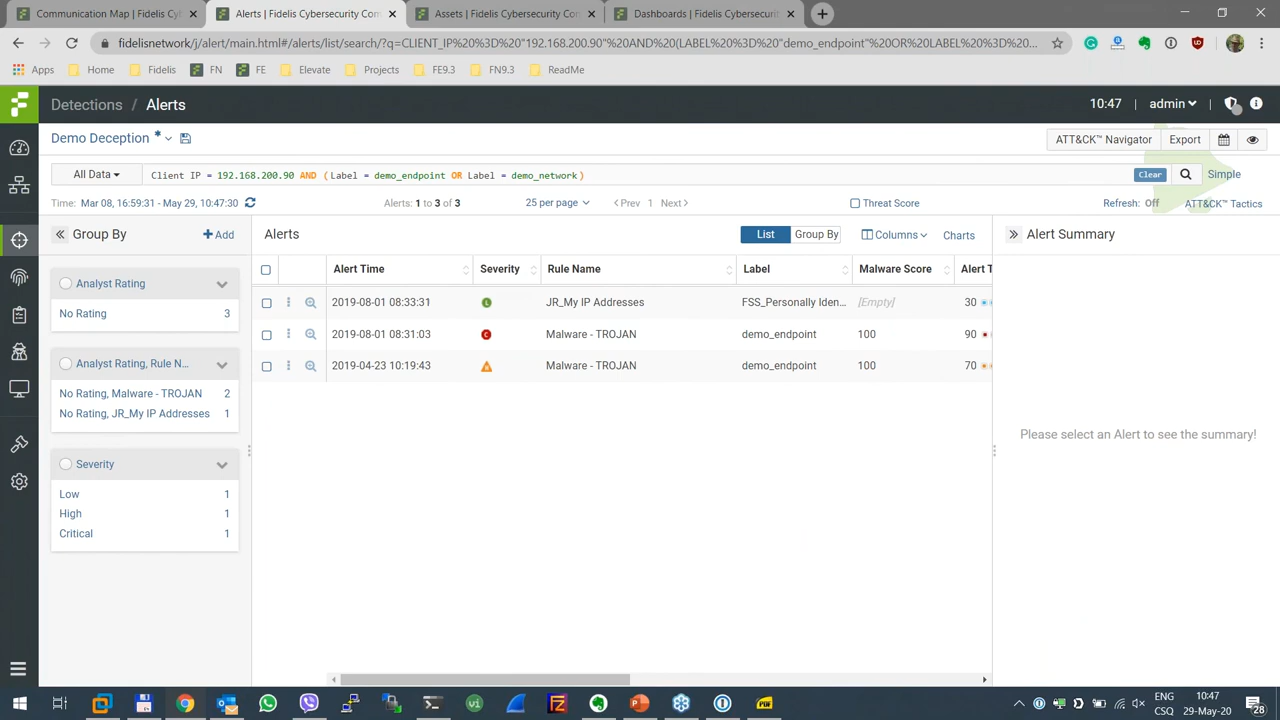 Communication Map | Fidelis Cyb
Alerts | Fidelis Cybersecurity Com
Assets | Fidelis Cybersecurity Com
Dashboards | Fidelis Cybersecurit
fidelisnetwork/j/alert/main.html#/alerts/list/search/?q=CLIENT_IP%20%3D%20"192.168.200.90"%20AND%20(LABEL%20%3D%20"demo_endpoint"%20OR%20LABEL%20%3D%20"d...
Apps Home Fidelis FN FE Elevate Projects FE9.3 FN9.3 ReadMe
Detections / Alerts
10:47 admin
Demo Deception *
ATT&CK™ Navigator Export
All Data
Client IP = 192.168.200.90 AND (Label = demo_endpoint OR Label = demo_network)
Clear Simple
Time: Mar 08, 16:59:31 - May 29, 10:47:30
Alerts: 1 to 3 of 3
25 per page
Prev 1 Next
Threat Score
Refresh: Off
ATT&CK™ Tactics
Group By
Add
Alerts
List Group By
Columns Charts
Alert Summary
Analyst Rating
No Rating 3
Analyst Rating, Rule N...
No Rating, Malware - TROJAN 2
No Rating, JR_My IP Addresses 1
Severity
Low 1
High 1
Critical 1
Alert Time Severity Rule Name Label Malware Score Alert T
2019-08-01 08:33:31 L JR_My IP Addresses FSS_Personally Iden... [Empty] 30
2019-08-01 08:31:03 C Malware - TROJAN demo_endpoint 100 90
2019-04-23 10:19:43 H Malware - TROJAN demo_endpoint 100 70
Please select an Alert to see the summary!
ENG
CSQ
10:47
29-May-20
28